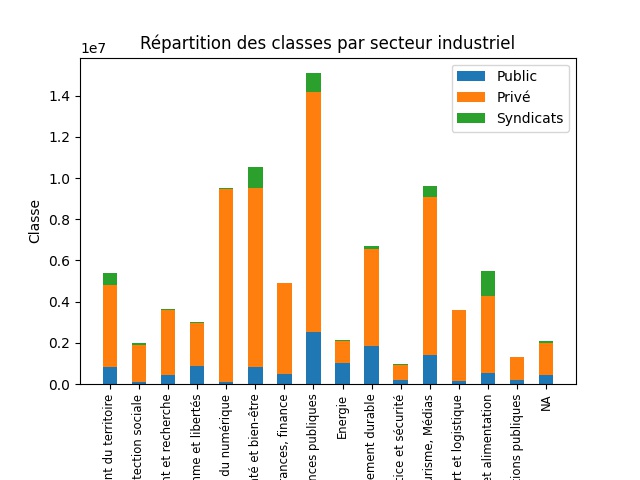 Répartition des classes par secteur industriel
1e7
Public
Privé
Syndicats
1.4
1.2
1.0
0.8
0.6
0.4
0.2
0.0
Classe
nt du territoire
tection sociale
nt et recherche
me et libertés
du numérique
té et bien-être
rances, finance
nces publiques
Energie
ement durable
tice et sécurité
urisme, Médias
rt et logistique
et alimentation
tions publiques
NA